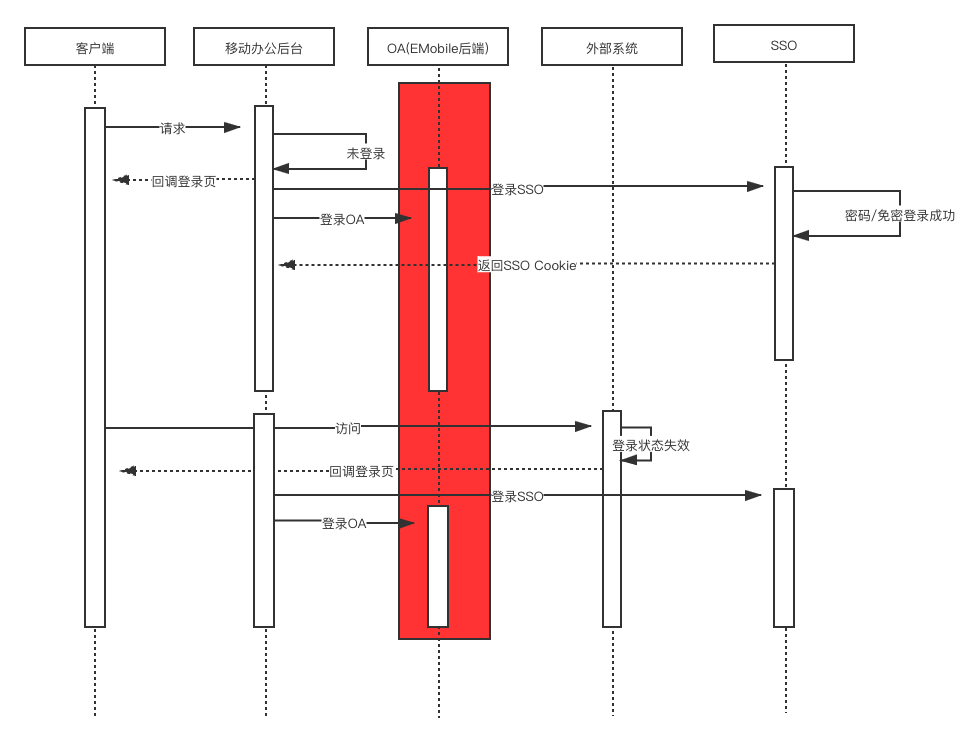 客户端
移动办公后台
OA(EMobile后端)
外部系统
SSO
请求
未登录
回调登录页
登录SSO
密码/免密登录成功
登录OA
返回SSO Cookie
访问
登录状态失效
回调登录页
登录SSO
登录OA